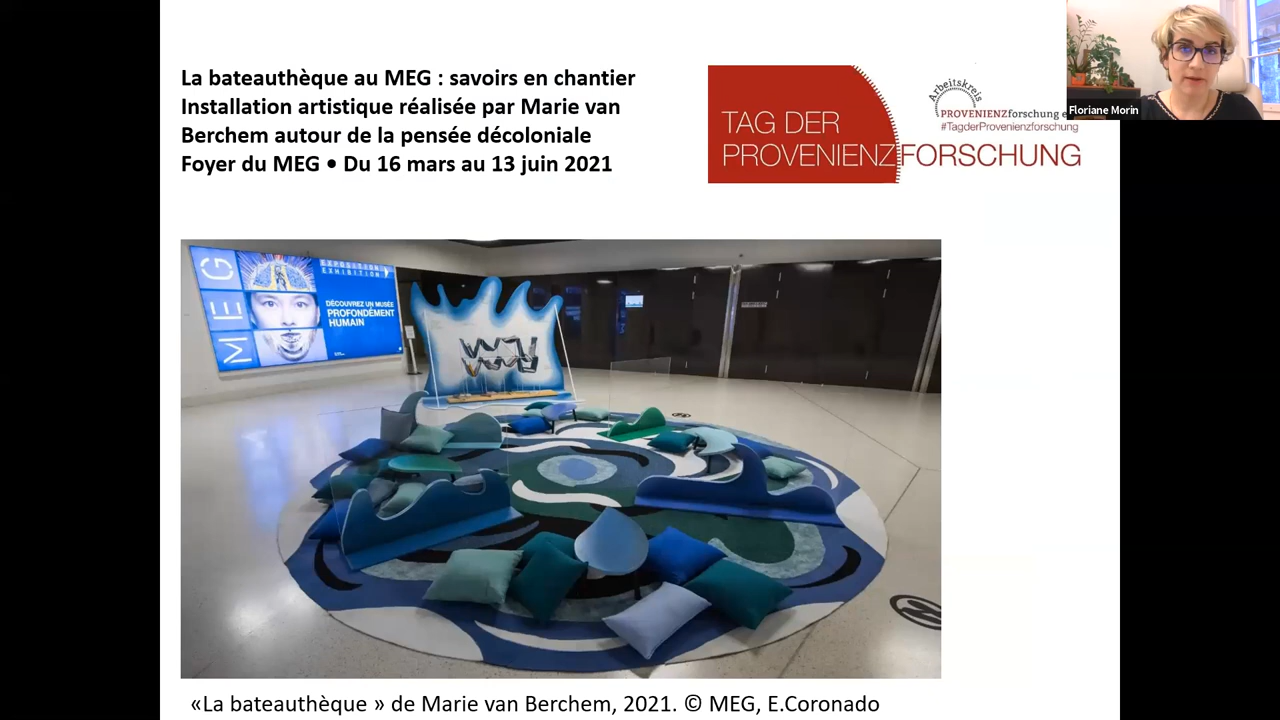 La bateauthèque au MEG : savoirs en chantier
Installation artistique réalisée par Marie van
Berchem autour de la pensée décoloniale
Foyer du MEG • Du 16 mars au 13 juin 2021
Arbeitskreis
PROVENIENZforschung e
#TagderProvenienzforschung
TAG DER
PROVENIENZFORSCHUNG
Floriane Morin
MEG
EXPOSITION
EXHIBITION
DÉCOUVREZ UN MUSÉE
PROFONDÉMENT
HUMAIN
«La bateauthèque » de Marie van Berchem, 2021. © MEG, E.Coronado